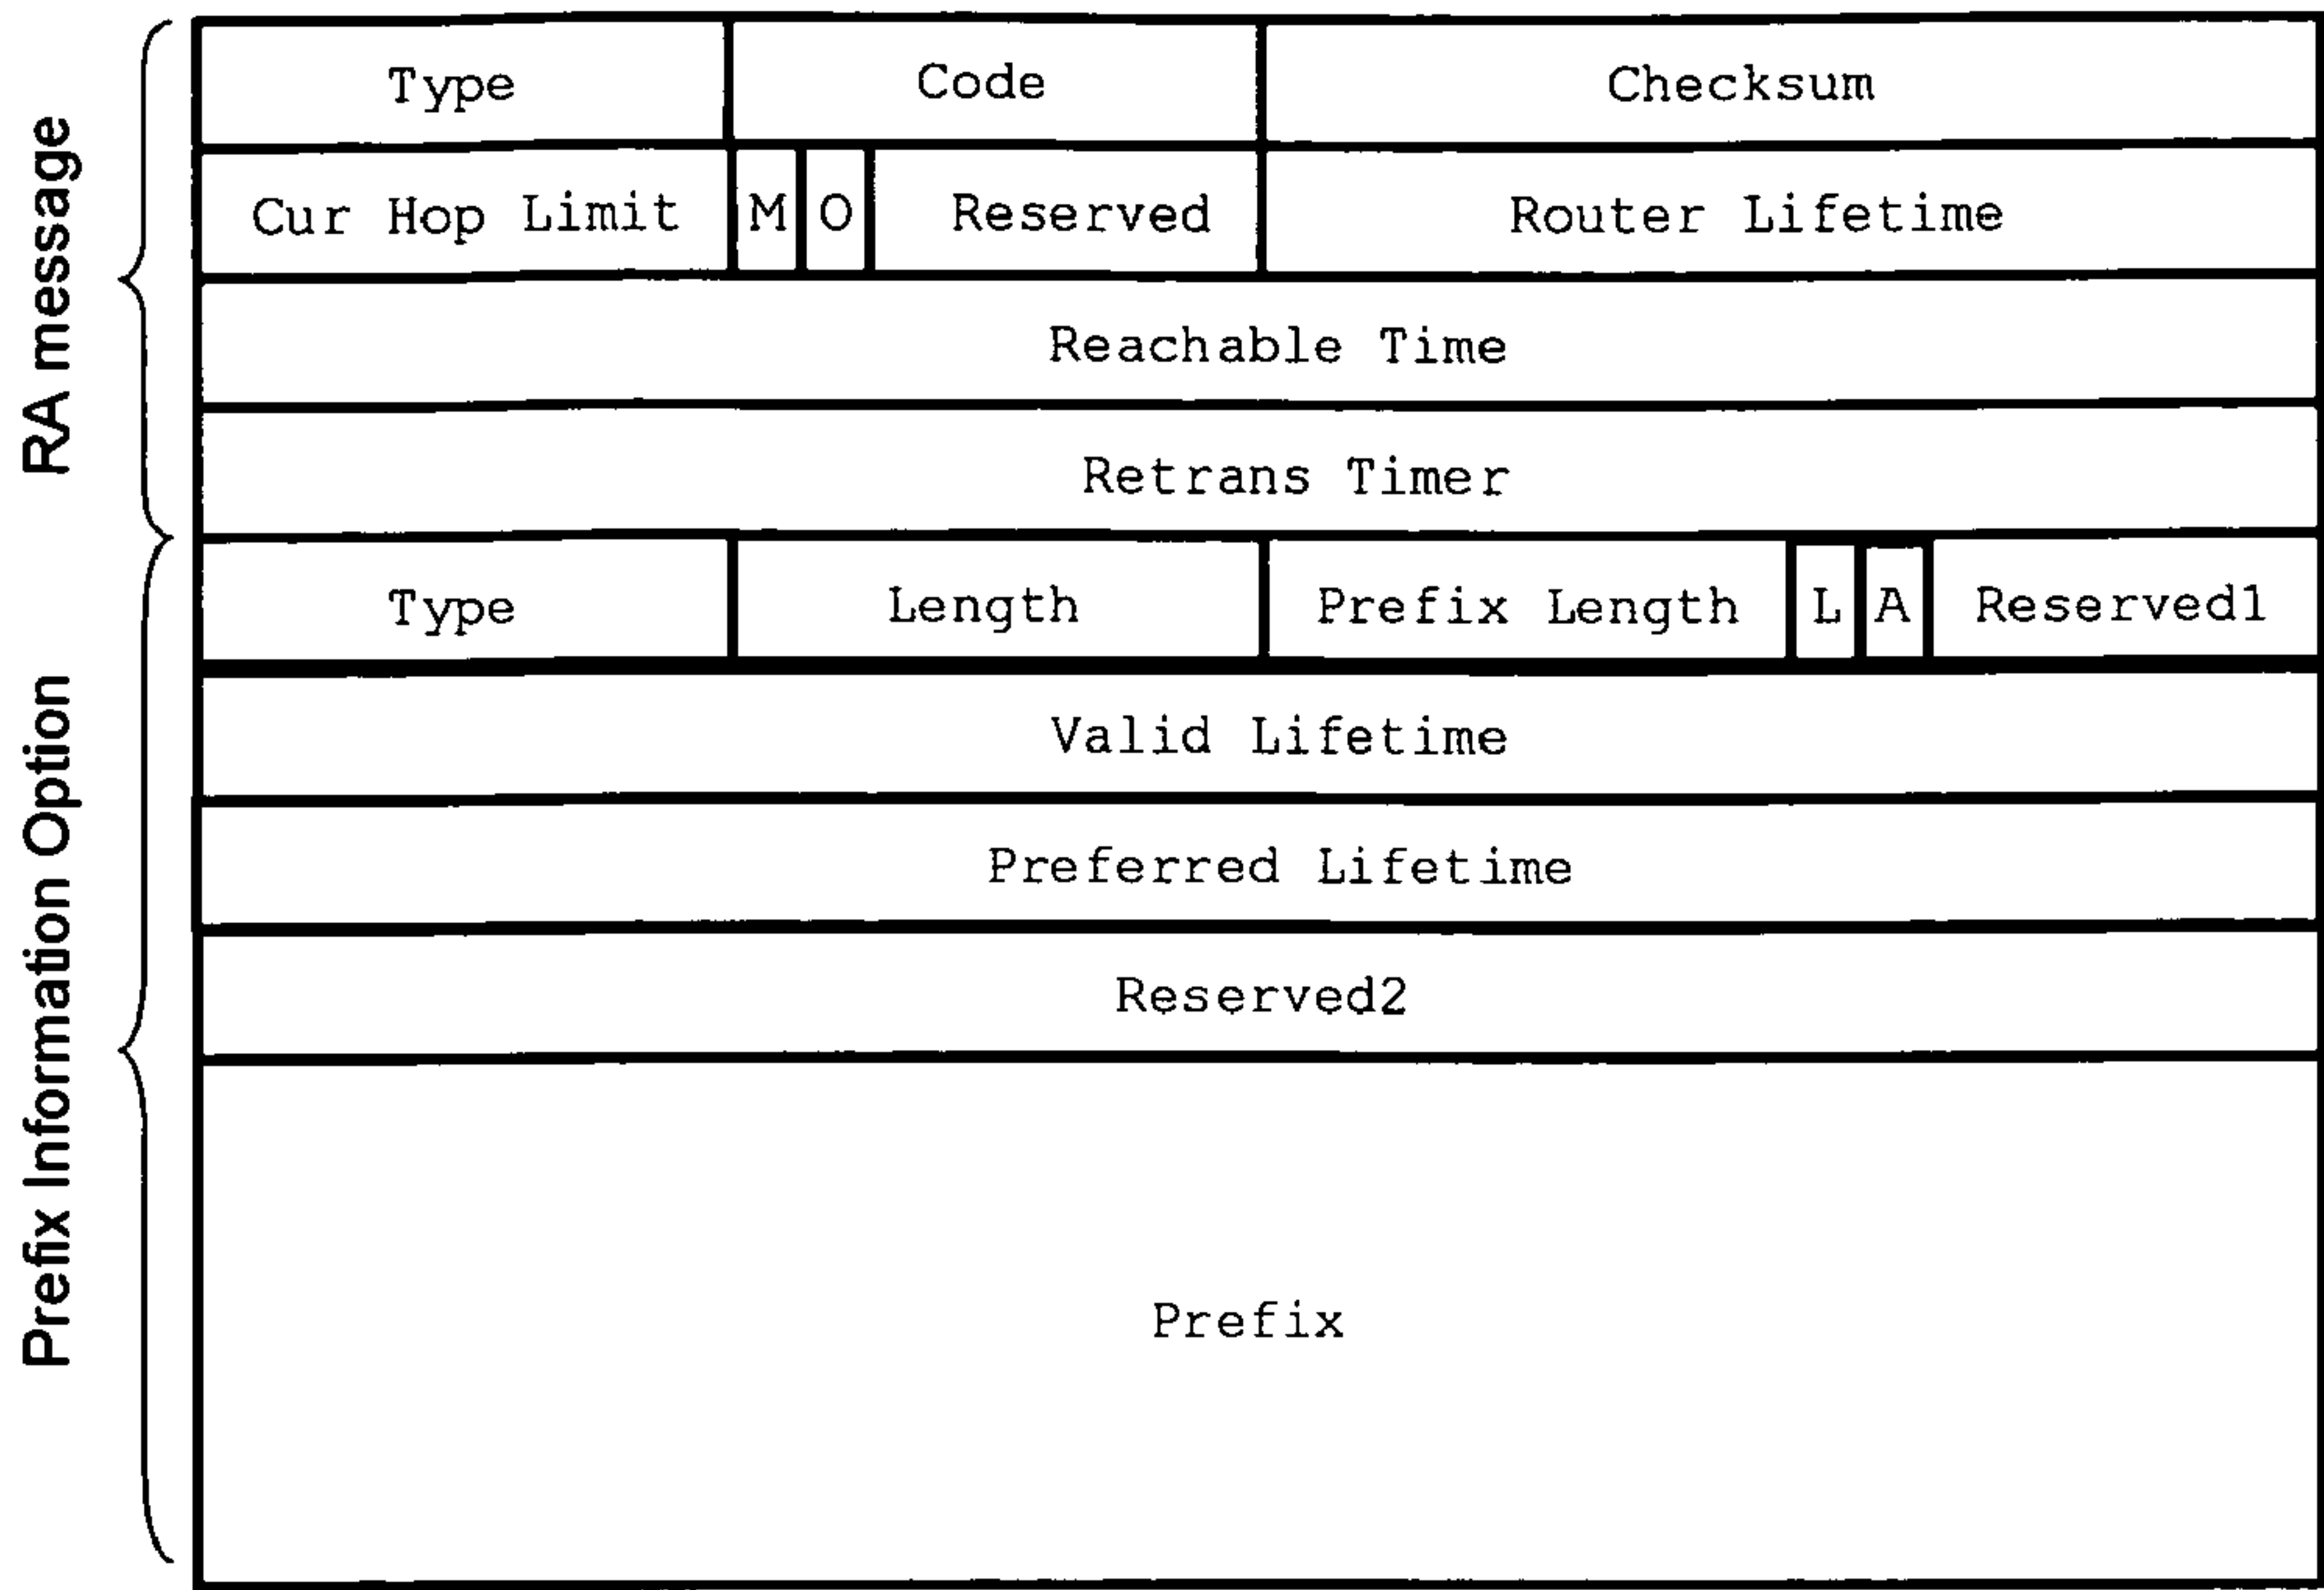 RA message
Type Code Checksum
Cur Hop Limit M O Reserved Router Lifetime
Reachable Time
Retrans Timer
Prefix Information Option
Type Length Prefix Length L A Reserved1
Valid Lifetime
Preferred Lifetime
Reserved2
Prefix